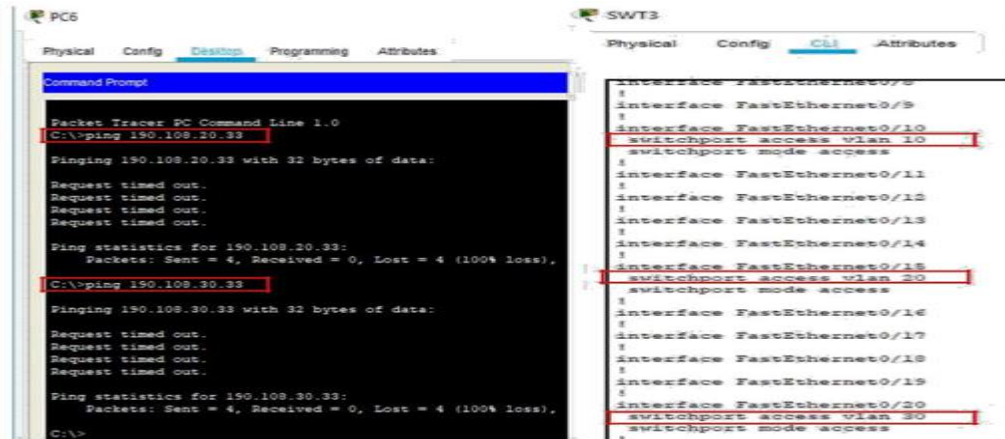 PC6
Physical Config Desktop Programming Attributes
Command Prompt
Packet Tracer PC Command Line 1.0
C:\>ping 190.108.20.33
Pinging 190.108.20.33 with 32 bytes of data:
Request timed out.
Request timed out.
Request timed out.
Request timed out.
Ping statistics for 190.108.20.33:
Packets: Sent = 4, Received = 0, Lost = 4 (100% loss),
C:\>ping 190.108.30.33
Pinging 190.108.30.33 with 32 bytes of data:
Request timed out.
Request timed out.
Request timed out.
Request timed out.
Ping statistics for 190.108.30.33:
Packets: Sent = 4, Received = 0, Lost = 4 (100% loss),
C:\>
SWT3
Physical Config CLI Attributes
interface FastEthernet0/8
!
interface FastEthernet0/9
!
interface FastEthernet0/10
switchport access vlan 10
switchport mode access
!
interface FastEthernet0/11
!
interface FastEthernet0/12
!
interface FastEthernet0/13
!
interface FastEthernet0/14
!
interface FastEthernet0/15
switchport access vlan 20
switchport mode access
!
interface FastEthernet0/16
!
interface FastEthernet0/17
!
interface FastEthernet0/18
!
interface FastEthernet0/19
!
interface FastEthernet0/20
switchport access vlan 30
switchport mode access
!